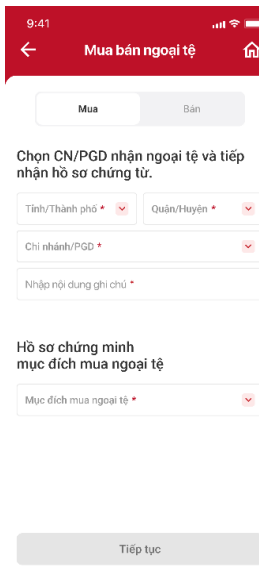 9:41
Mua bán ngoại tệ
Mua Bán
Chọn CN/PGD nhận ngoại tệ và tiếp
nhận hồ sơ chứng từ.
Tỉnh/Thành phố * Quận/Huyện *
Chi nhánh/PGD *
Nhập nội dung ghi chú *
Hồ sơ chứng minh
mục đích mua ngoại tệ
Mục đích mua ngoại tệ *
Tiếp tục